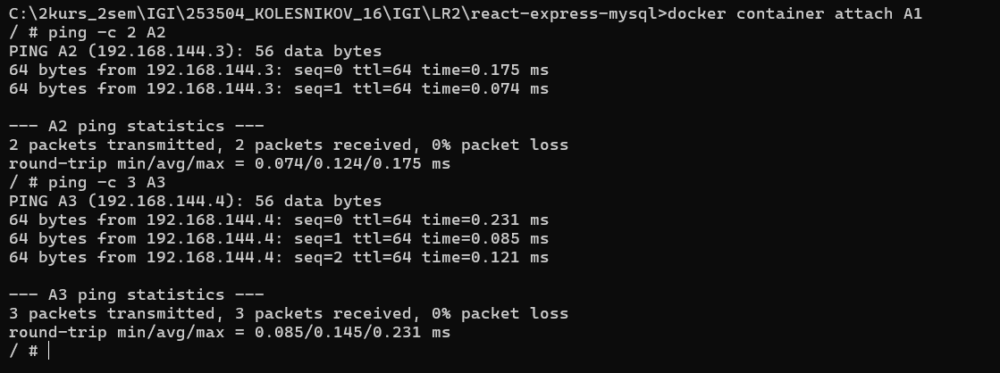 C:\2kurs_2sem\IGI\253504_KOLESNIKOV_16\IGI\LR2\react-express-mysql>docker container attach A1
/ # ping -c 2 A2
PING A2 (192.168.144.3): 56 data bytes
64 bytes from 192.168.144.3: seq=0 ttl=64 time=0.175 ms
64 bytes from 192.168.144.3: seq=1 ttl=64 time=0.074 ms

--- A2 ping statistics ---
2 packets transmitted, 2 packets received, 0% packet loss
round-trip min/avg/max = 0.074/0.124/0.175 ms
/ # ping -c 3 A3
PING A3 (192.168.144.4): 56 data bytes
64 bytes from 192.168.144.4: seq=0 ttl=64 time=0.231 ms
64 bytes from 192.168.144.4: seq=1 ttl=64 time=0.085 ms
64 bytes from 192.168.144.4: seq=2 ttl=64 time=0.121 ms

--- A3 ping statistics ---
3 packets transmitted, 3 packets received, 0% packet loss
round-trip min/avg/max = 0.085/0.145/0.231 ms
/ #